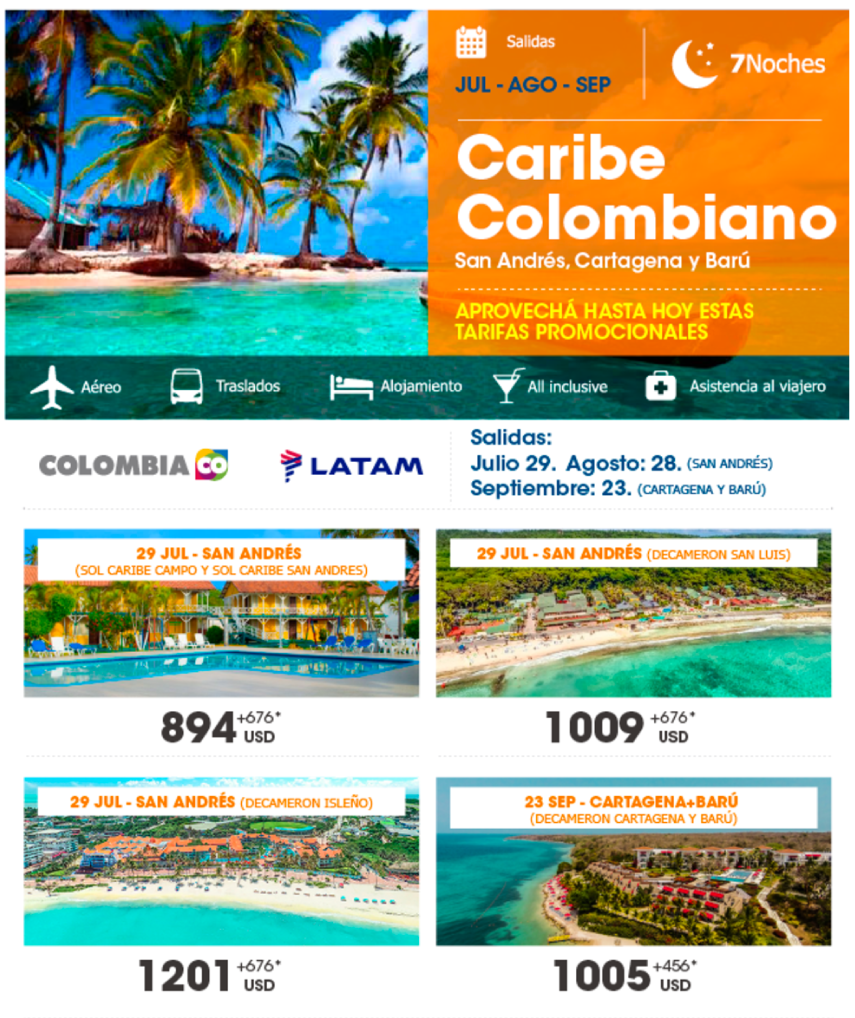 Salidas
JUL - AGO - SEP
7Noches
Caribe
Colombiano
San Andrés, Cartagena y Barú
APROVECHÁ HASTA HOY ESTAS
TARIFAS PROMOCIONALES
Aéreo
Traslados
Alojamiento
All inclusive
Asistencia al viajero
COLOMBIA CO
LATAM
Salidas:
Julio 29. Agosto: 28. (SAN ANDRÉS)
Septiembre: 23. (CARTAGENA Y BARÚ)
29 JUL - SAN ANDRÉS
(SOL CARIBE CAMPO Y SOL CARIBE SAN ANDRES)
894 +676*
USD
29 JUL - SAN ANDRÉS (DECAMERON SAN LUIS)
1009 +676*
USD
29 JUL - SAN ANDRÉS (DECAMERON ISLEÑO)
1201 +676*
USD
23 SEP - CARTAGENA+BARÚ
(DECAMERON CARTAGENA Y BARÚ)
1005 +456*
USD